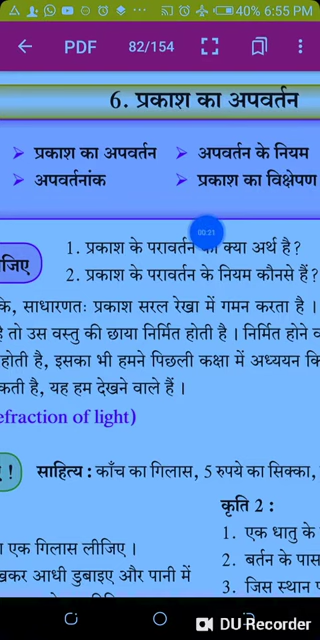 40% 6:55 PM
PDF 82/154
6. प्रकाश का अपवर्तन
➤ प्रकाश का अपवर्तन ➤ अपवर्तन के नियम
➤ अपवर्तनांक ➤ प्रकाश का विक्षेपण
00:21
जिए
1. प्रकाश के परावर्तन का क्या अर्थ है?
2. प्रकाश के परावर्तन के नियम कौनसे हैं?
कि, साधारणतः प्रकाश सरल रेखा में गमन करता है ।
है तो उस वस्तु की छाया निर्मित होती है । निर्मित होने व
होती है, इसका भी हमने पिछली कक्षा में अध्ययन कि
कती है, यह हम देखने वाले हैं ।
efraction of light)
! साहित्य : काँच का गिलास, 5 रुपये का सिक्का,
कृति 2 :
1. एक धातु के
ा एक गिलास लीजिए ।
2. बर्तन के पास
खकर आधी डुबाइए और पानी में
3. जिस स्थान प
DU Recorder